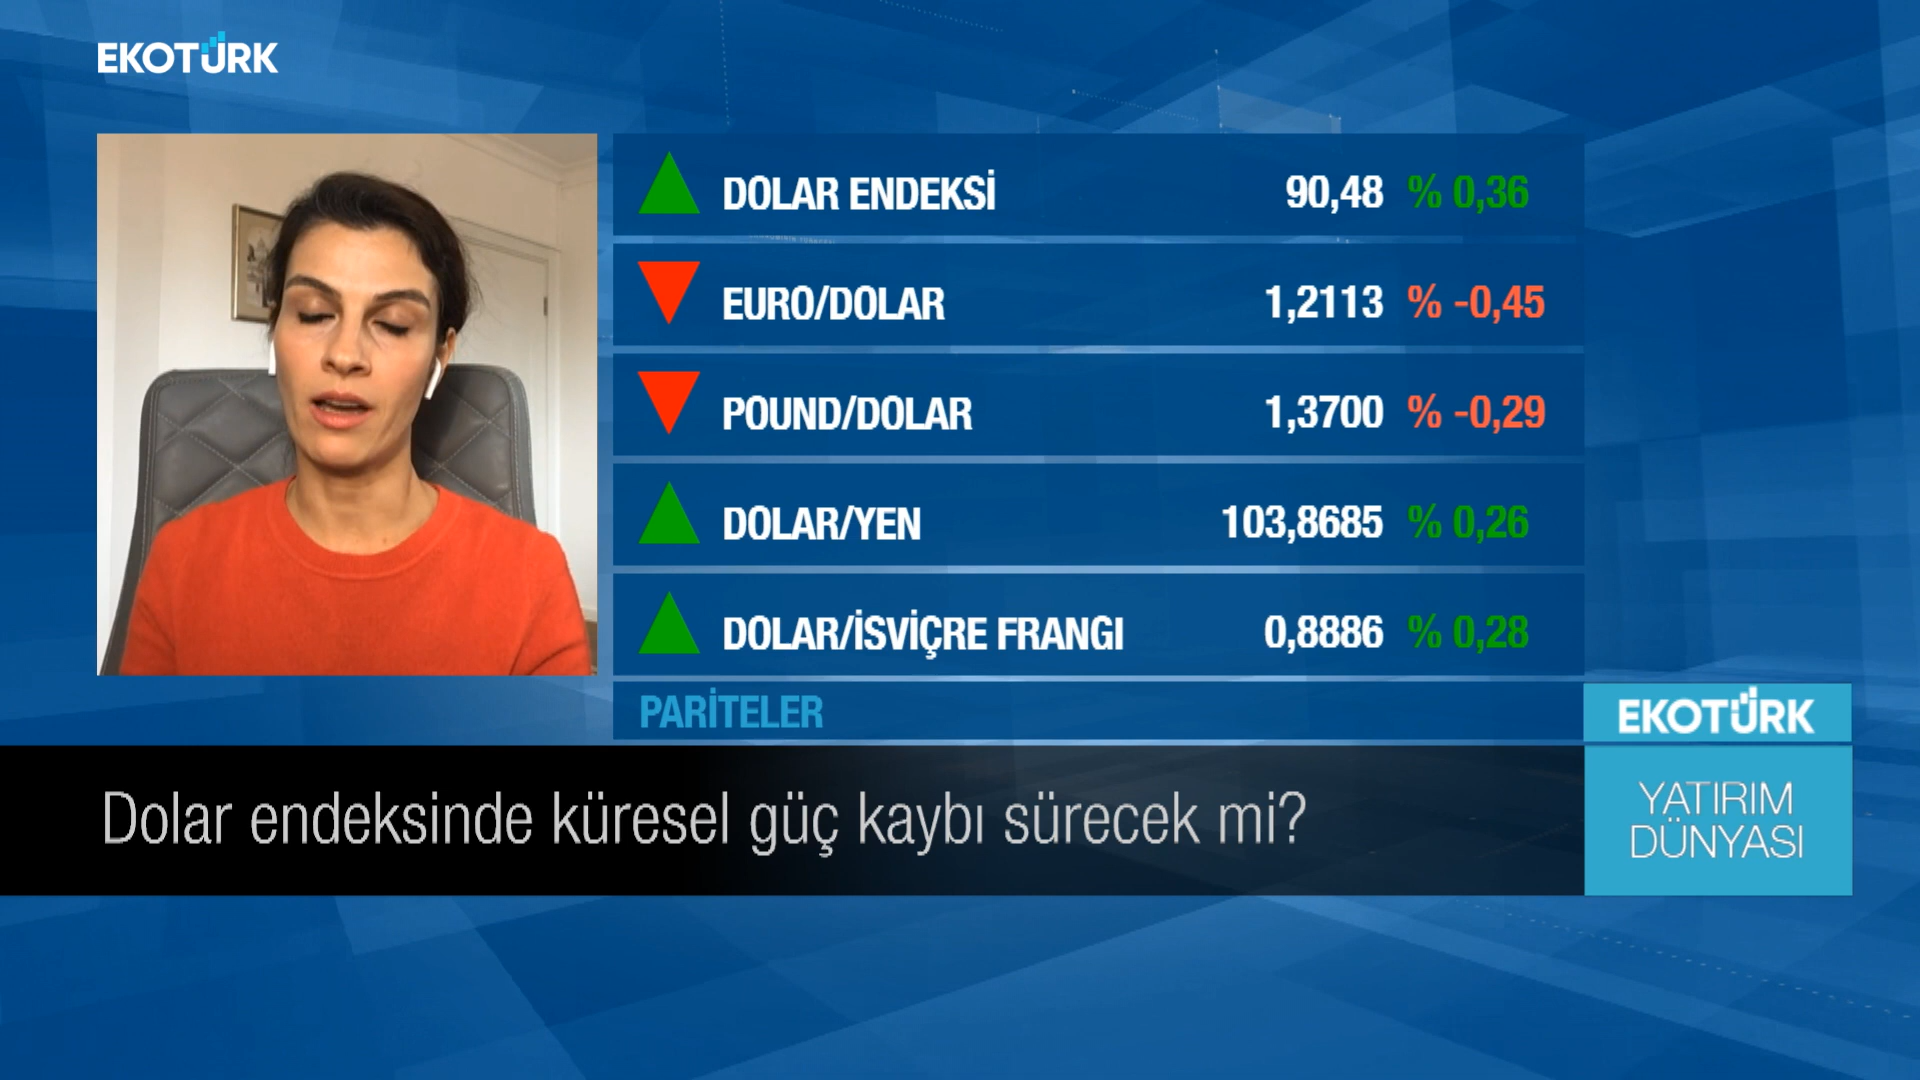 EKOTÜRK
DOLAR ENDEKSİ 90,48 % 0,36
EURO/DOLAR 1,2113 % -0,45
POUND/DOLAR 1,3700 % -0,29
DOLAR/YEN 103,8685 % 0,26
DOLAR/İSVİÇRE FRANGI 0,8886 % 0,28
PARİTELER
EKOTÜRK
Dolar endeksinde küresel güç kaybı sürecek mi?
YATIRIM
DÜNYASI